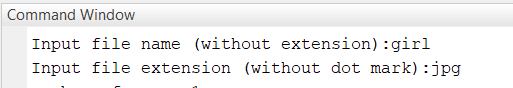 Command Window
Input file name (without extension):girl
Input file extension (without dot mark):jpg